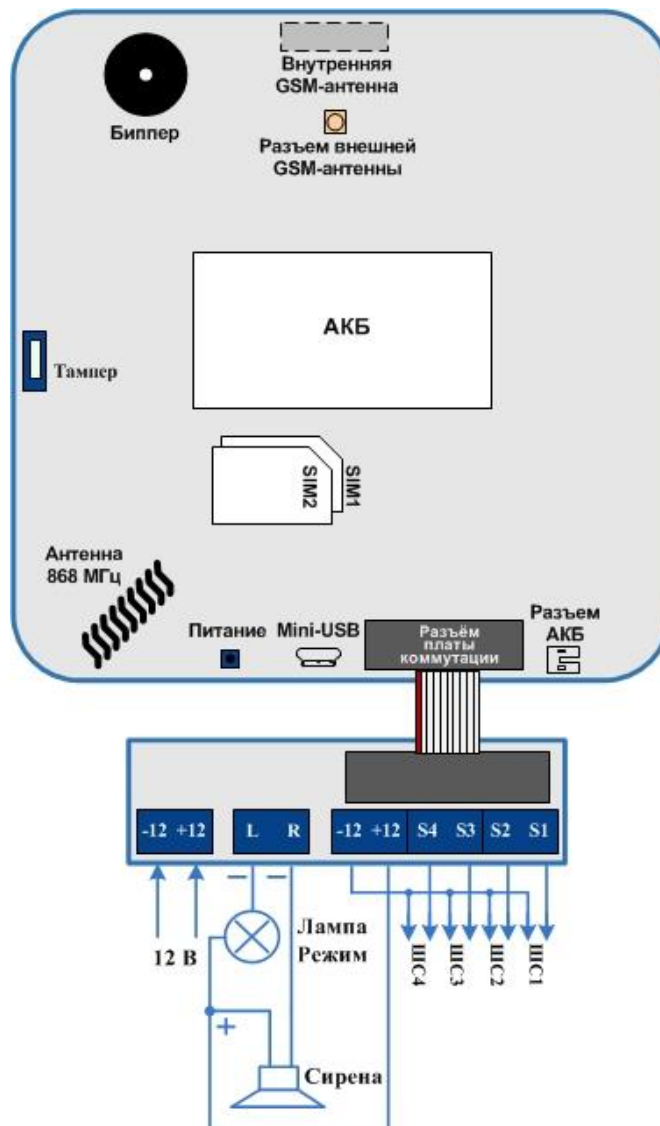 Внутренняя
GSM-антенна
Биппер
Разъем внешней
GSM-антенны
АКБ
Тампер
SIM1
SIM2
Антенна
868 МГц
Питание
Mini-USB
Разъём
платы
коммутации
Разъем
АКБ
-12 +12 L R -12 +12 S4 S3 S2 S1
− −
12 В
Лампа
Режим
ШС4 ШС3 ШС2 ШС1
+
Сирена